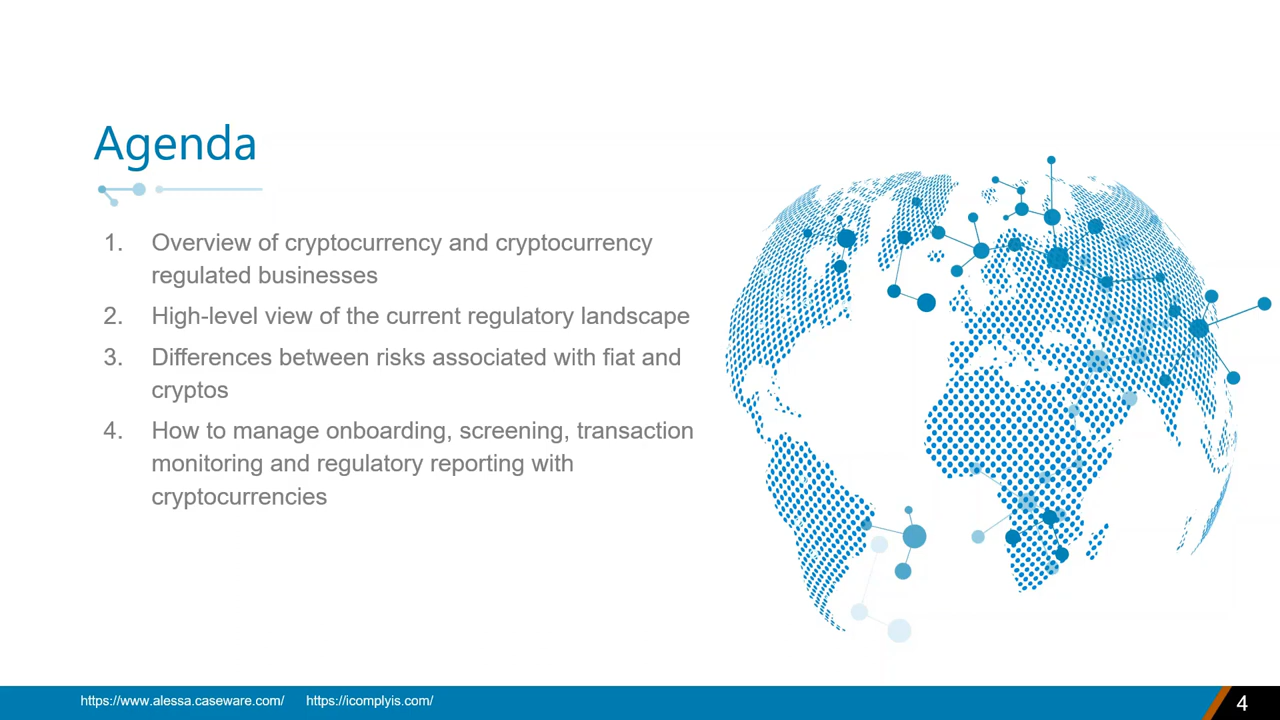 Agenda
1. Overview of cryptocurrency and cryptocurrency
regulated businesses
2. High-level view of the current regulatory landscape
3. Differences between risks associated with fiat and
cryptos
4. How to manage onboarding, screening, transaction
monitoring and regulatory reporting with
cryptocurrencies
https://www.alessa.caseware.com/ https://icomplyis.com/
4